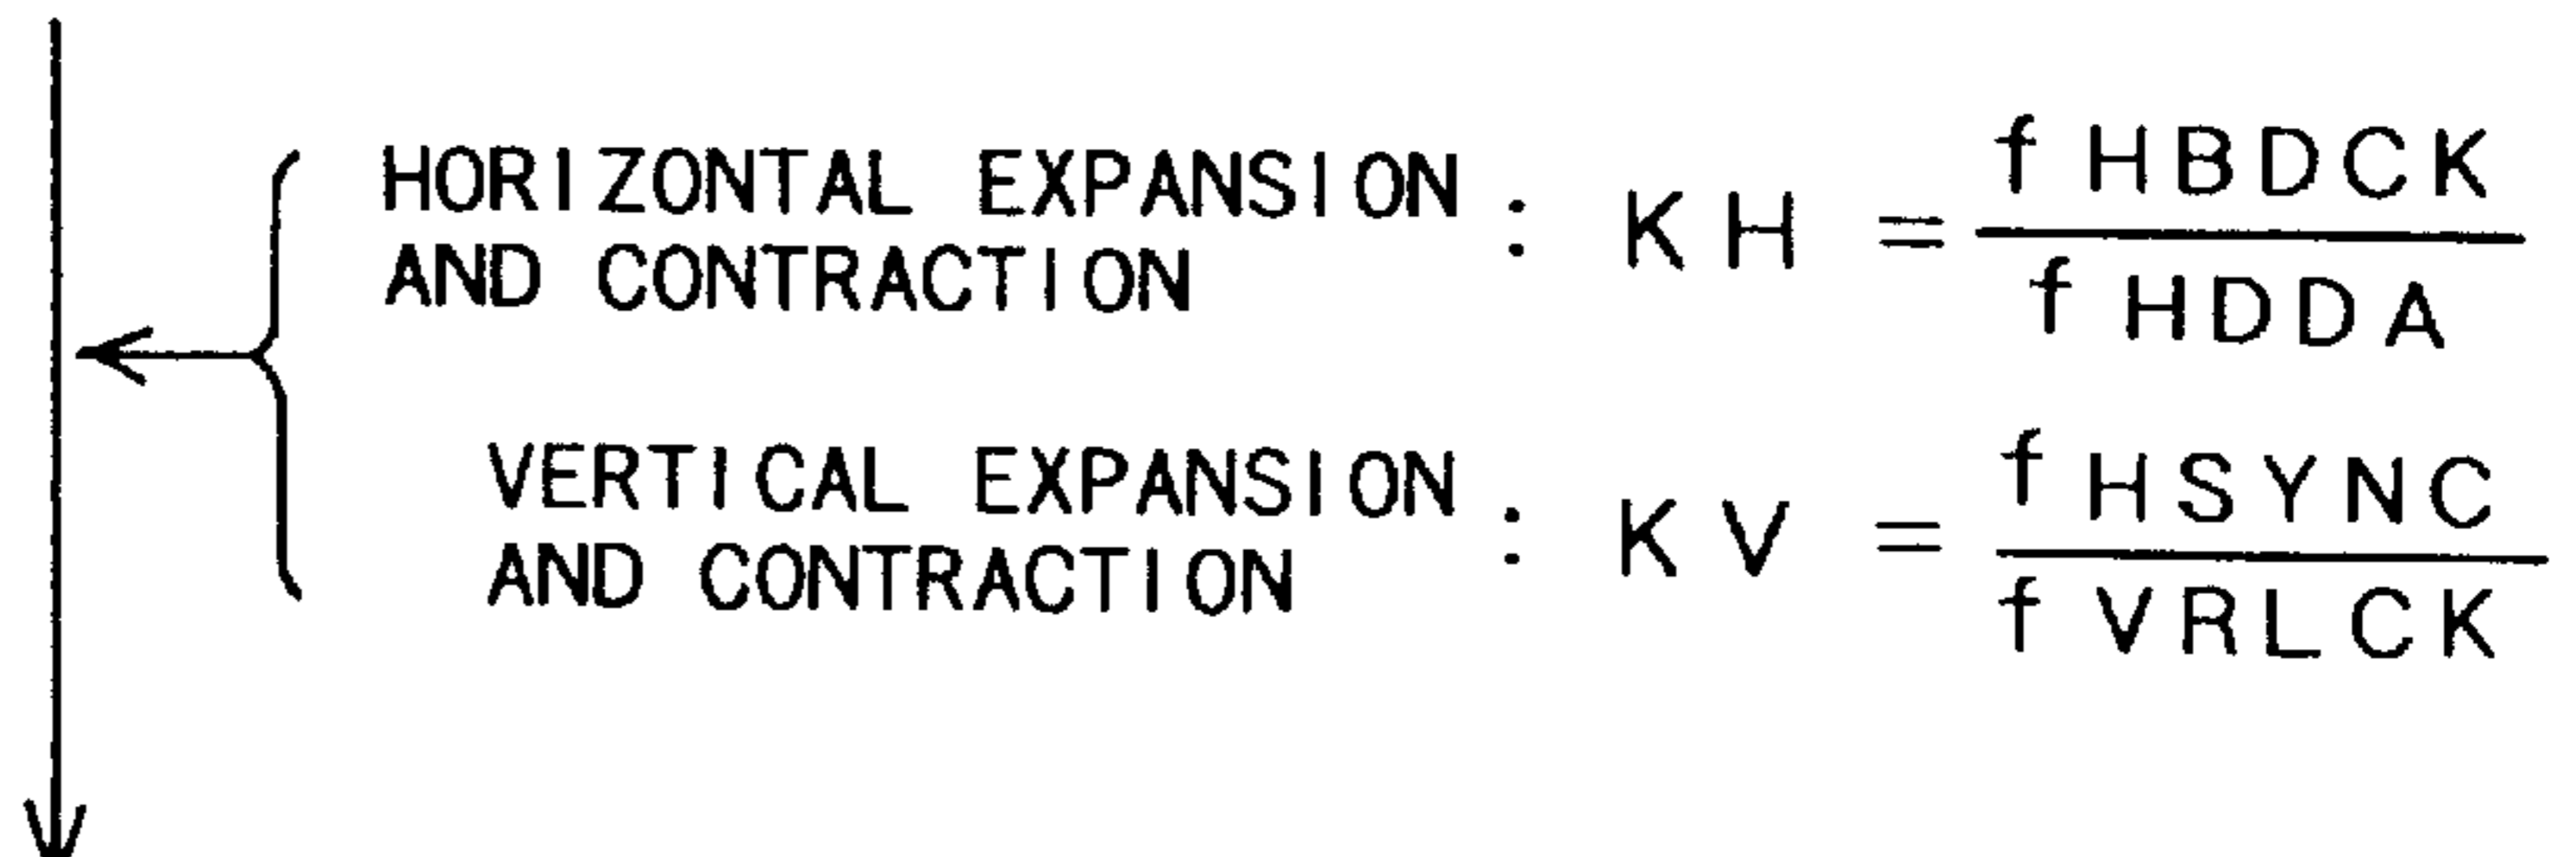 HORIZONTAL EXPANSION
AND CONTRACTION : KH = fHBDCK / fHDDA
VERTICAL EXPANSION
AND CONTRACTION : KV = fHSYNC / fVRLCK